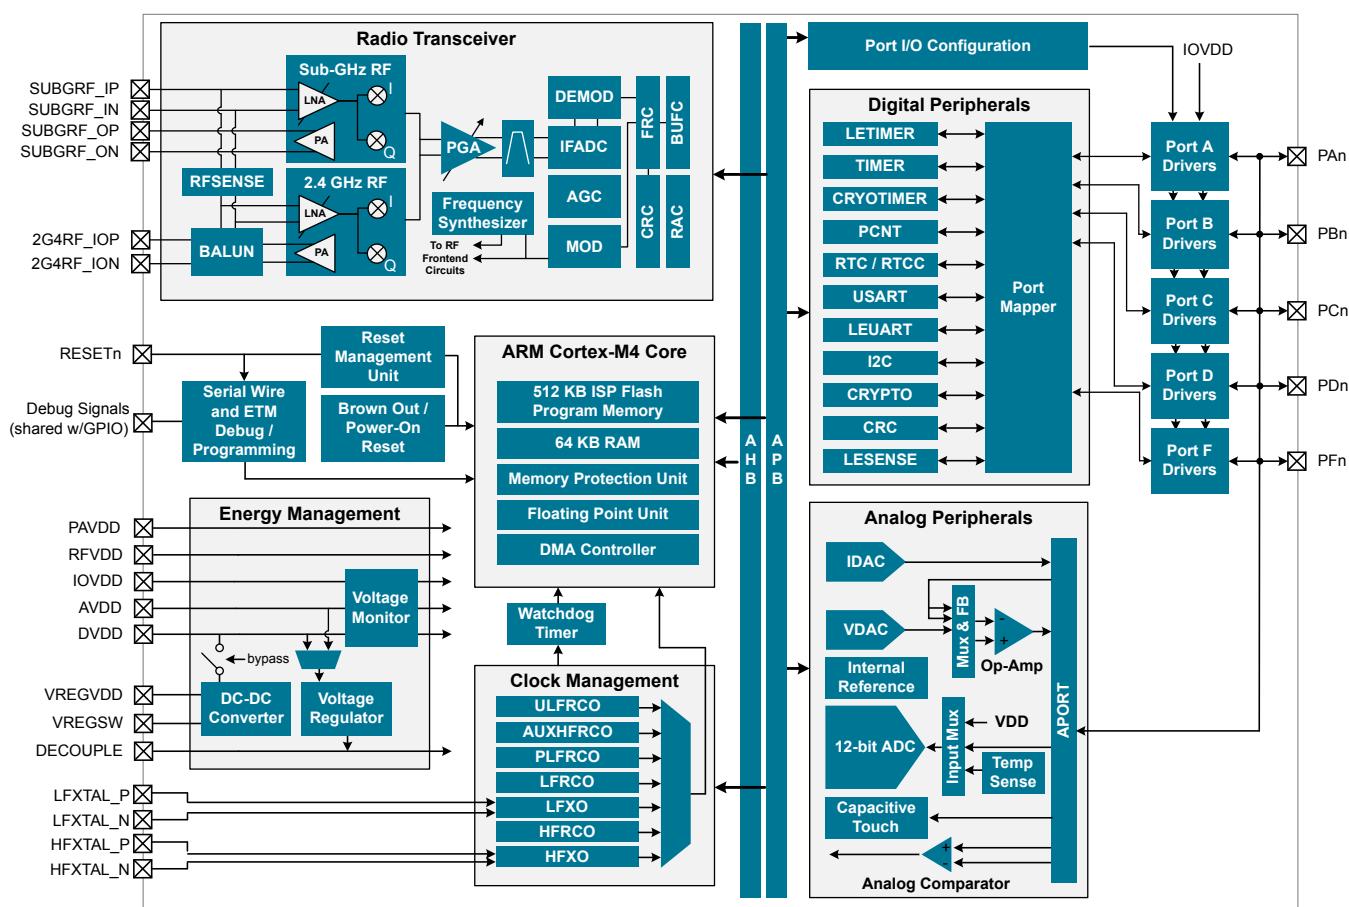 Radio Transceiver
SUBGRF_IP
SUBGRF_IN
SUBGRF_OP
SUBGRF_ON
2G4RF_IOP
2G4RF_ION
Sub-GHz RF
LNA
I
PA
Q
RFSENSE
2.4 GHz RF
LNA
I
PA
Q
BALUN
PGA
Frequency
Synthesizer
To RF
Frontend
Circuits
DEMOD
IFADC
AGC
MOD
FRC
BUFC
CRC
RAC
RESETn
Debug Signals
(shared w/GPIO)
Reset
Management
Unit
Serial Wire
and ETM
Debug /
Programming
Brown Out /
Power-On
Reset
ARM Cortex-M4 Core
512 KB ISP Flash
Program Memory
64 KB RAM
Memory Protection Unit
Floating Point Unit
DMA Controller
Watchdog
Timer
Energy Management
PAVDD
RFVDD
IOVDD
AVDD
DVDD
VREGVDD
VREGSW
DECOUPLE
Voltage
Monitor
bypass
DC-DC
Converter
Voltage
Regulator
LFXTAL_P
LFXTAL_N
HFXTAL_P
HFXTAL_N
Clock Management
ULFRCO
AUXHFRCO
PLFRCO
LFRCO
LFXO
HFRCO
HFXO
A
H
B
A
P
B
Port I/O Configuration
IOVDD
Digital Peripherals
LETIMER
TIMER
CRYOTIMER
PCNT
RTC / RTCC
USART
LEUART
I2C
CRYPTO
CRC
LESENSE
Port
Mapper
Port A
Drivers
Port B
Drivers
Port C
Drivers
Port D
Drivers
Port F
Drivers
PAn
PBn
PCn
PDn
PFn
Analog Peripherals
IDAC
VDAC
Mux & FB
-
+
Op-Amp
Internal
Reference
12-bit ADC
Input Mux
VDD
Temp
Sense
Capacitive
Touch
+
-
Analog Comparator
APORT